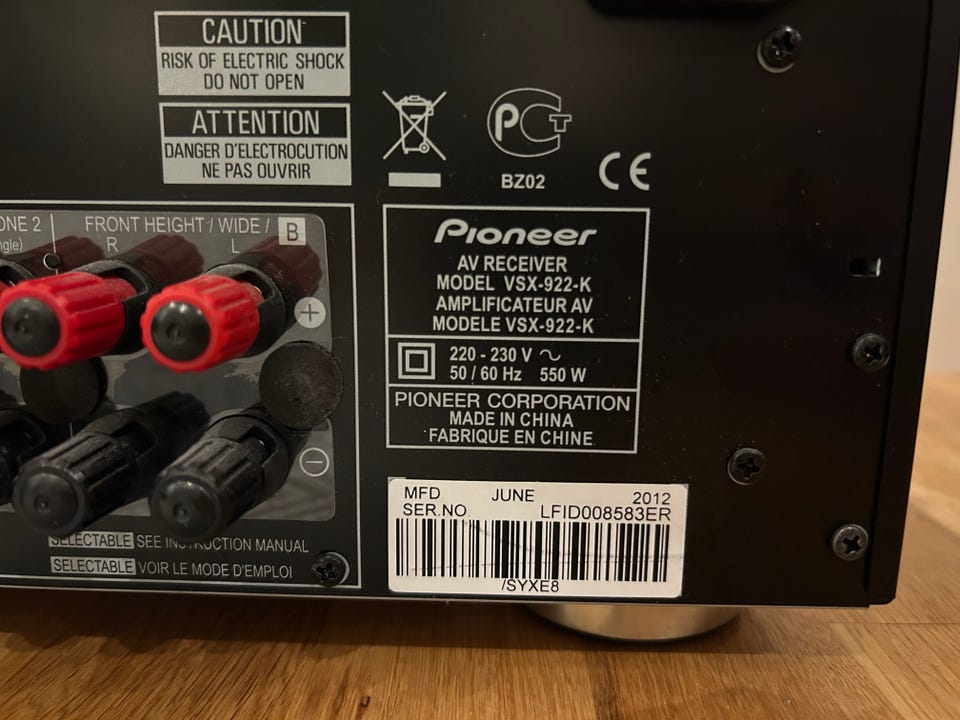 CAUTION
RISK OF ELECTRIC SHOCK
DO NOT OPEN
ATTENTION
DANGER D'ELECTROCUTION
NE PAS OUVRIR
PCT
BZ02
CE
ONE 2
ngle)
FRONT HEIGHT / WIDE / B
R L
+
−
SELECTABLE SEE INSTRUCTION MANUAL
SELECTABLE VOIR LE MODE D'EMPLOI
Pioneer
AV RECEIVER
MODEL VSX-922-K
AMPLIFICATEUR AV
MODELE VSX-922-K
220 - 230 V ~
50 / 60 Hz 550 W
PIONEER CORPORATION
MADE IN CHINA
FABRIQUE EN CHINE
MFD JUNE 2012
SER.NO. LFID008583ER
/SYXE8